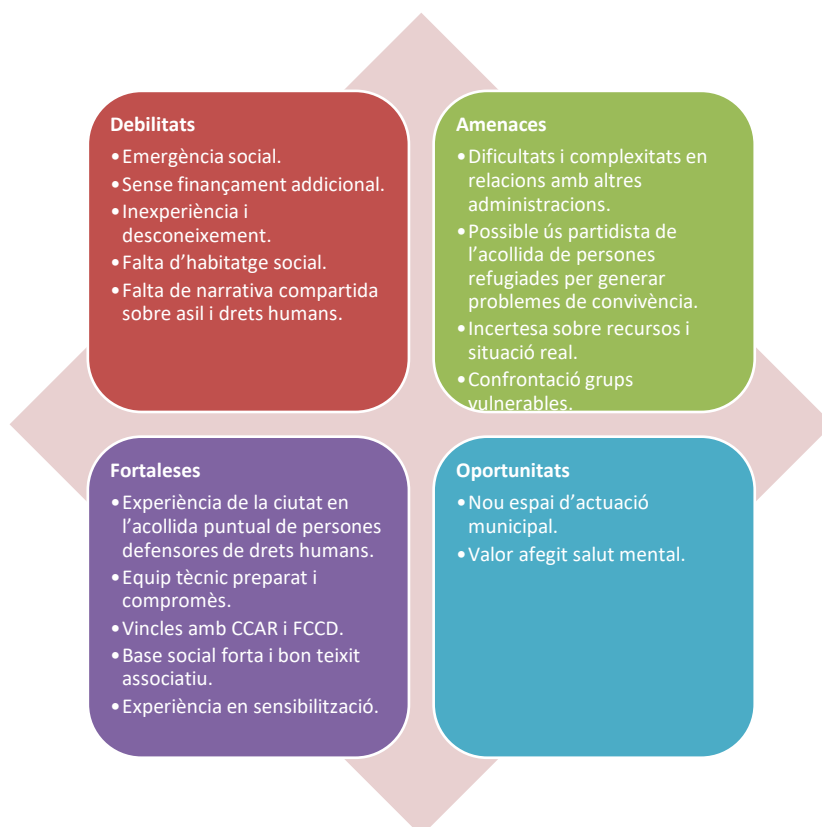 Debilitats
•Emergència social.
•Sense finançament addicional.
•Inexperiència i
desconeixement.
•Falta d'habitatge social.
•Falta de narrativa compartida
sobre asil i drets humans.
Amenaces
•Dificultats i complexitats en
relacions amb altres
administracions.
•Possible ús partidista de
l'acollida de persones
refugiades per generar
problemes de convivència.
•Incertesa sobre recursos i
situació real.
•Confrontació grups
vulnerables.
Fortaleses
•Experiència de la ciutat en
l'acollida puntual de persones
defensores de drets humans.
•Equip tècnic preparat i
compromès.
•Vincles amb CCAR i FCCD.
•Base social forta i bon teixit
associatiu.
•Experiència en sensibilització.
Oportunitats
•Nou espai d'actuació
municipal.
•Valor afegit salut mental.